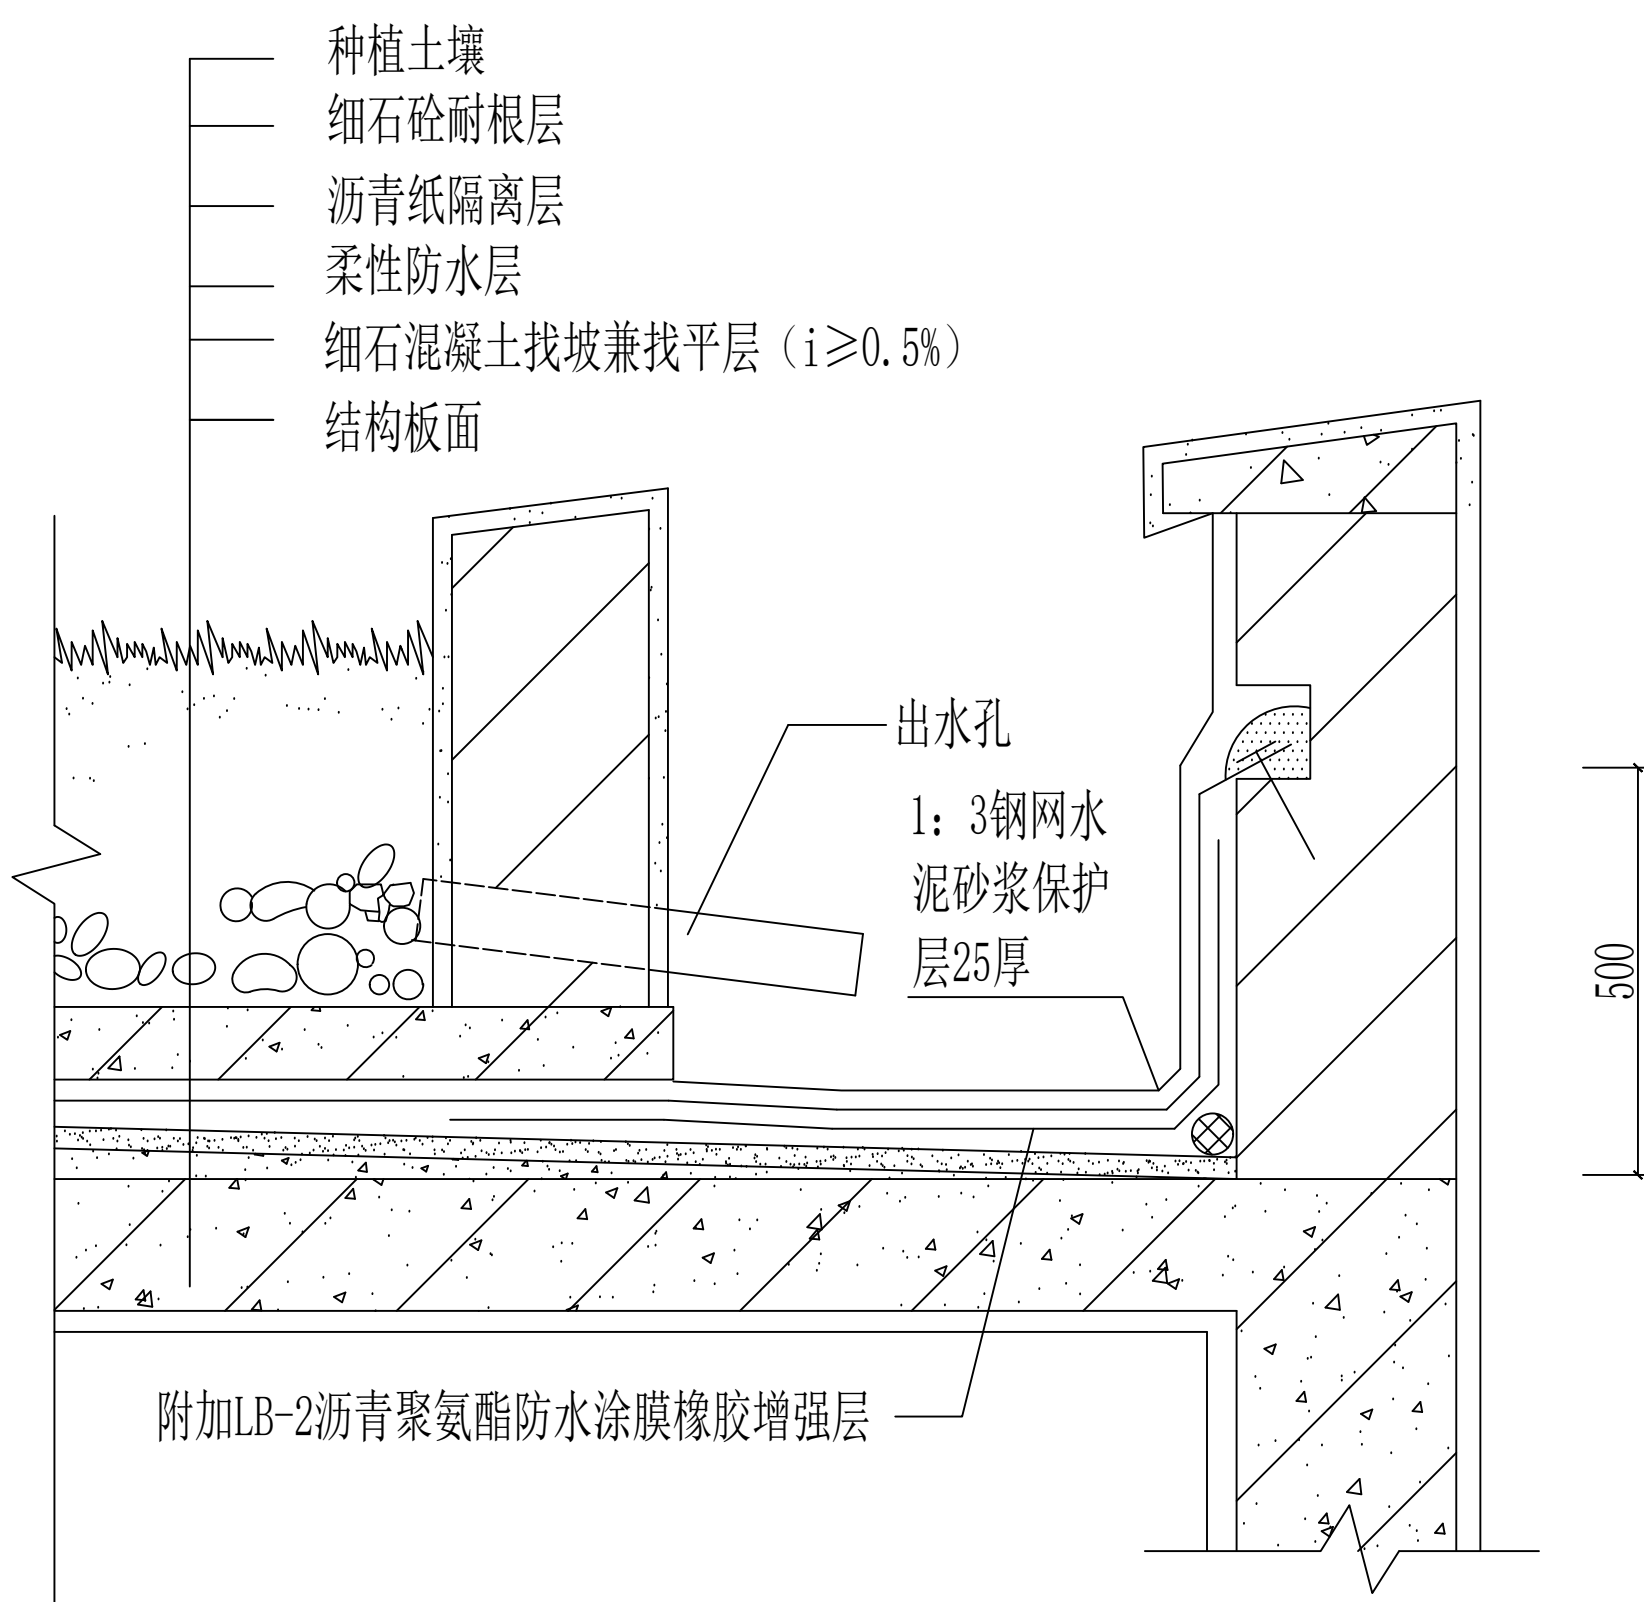 种植土壤
细石砼耐根层
沥青纸隔离层
柔性防水层
细石混凝土找坡兼找平层（i≥0.5%）
结构板面
出水孔
1：3钢网水
泥砂浆保护
层25厚
500
附加LB-2沥青聚氨酯防水涂膜橡胶增强层